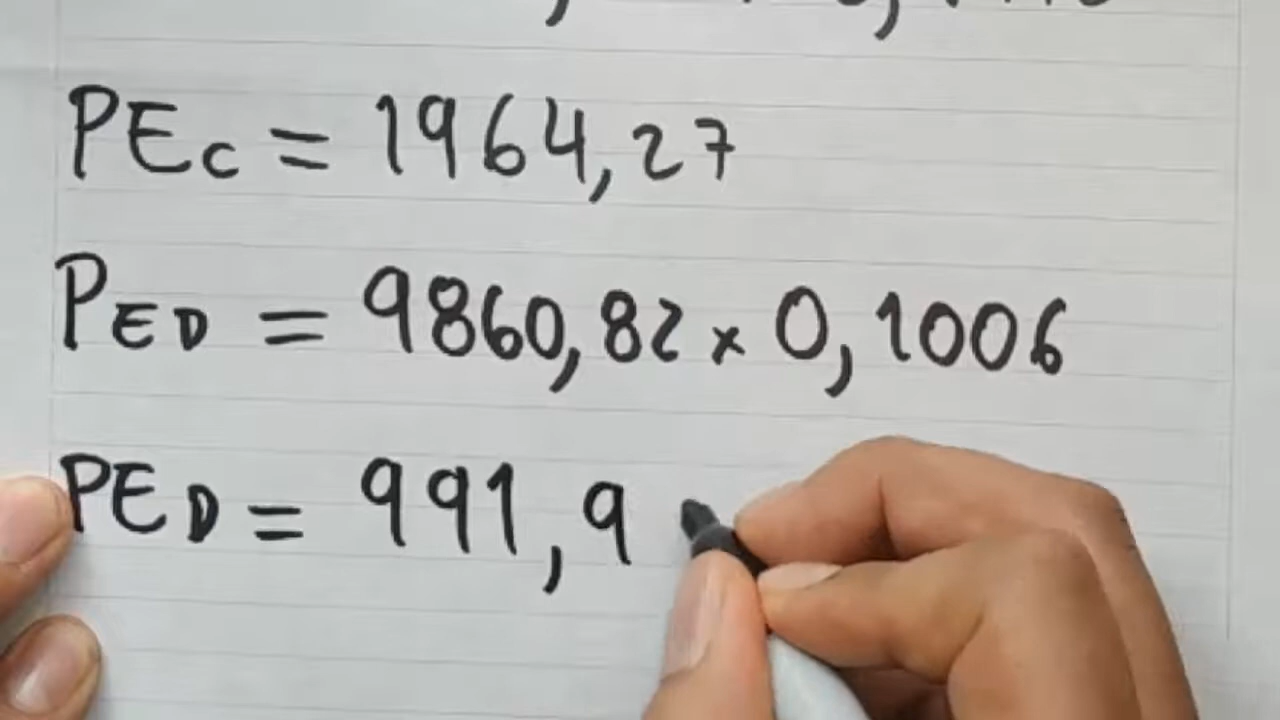 PEc = 1964,27
PED = 9860,82 x 0,1006
PED = 991,9